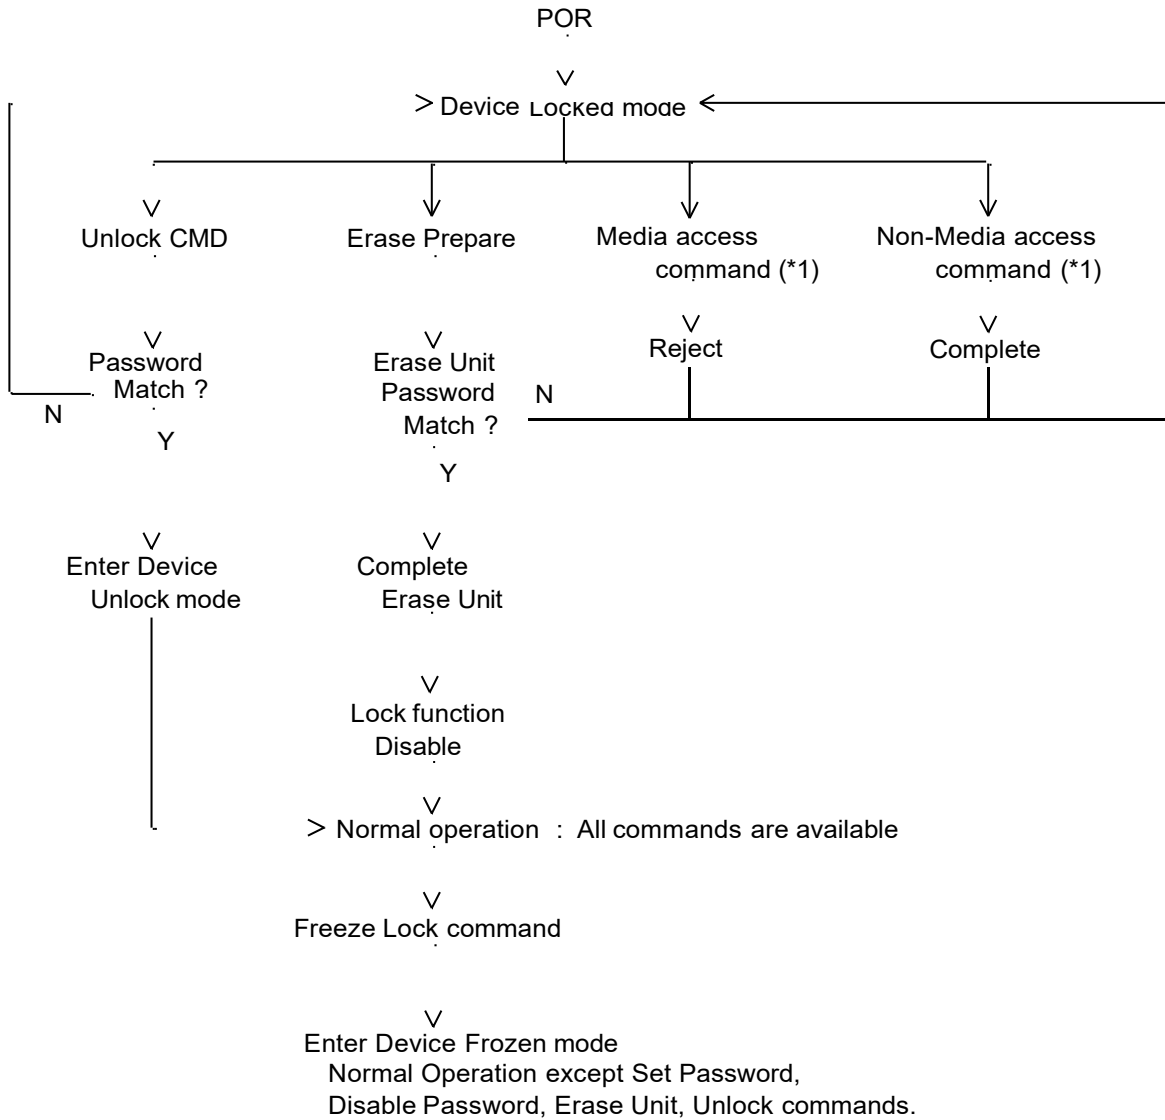 POR
Device Locked mode
Unlock CMD
Erase Prepare
Media access
command (*1)
Non-Media access
command (*1)
Password
Match ?
N
Y
Erase Unit
Password
Match ?
N
Y
Reject
Complete
Enter Device
Unlock mode
Complete
Erase Unit
Lock function
Disable
Normal operation : All commands are available
Freeze Lock command
Enter Device Frozen mode
Normal Operation except Set Password,
Disable Password, Erase Unit, Unlock commands.